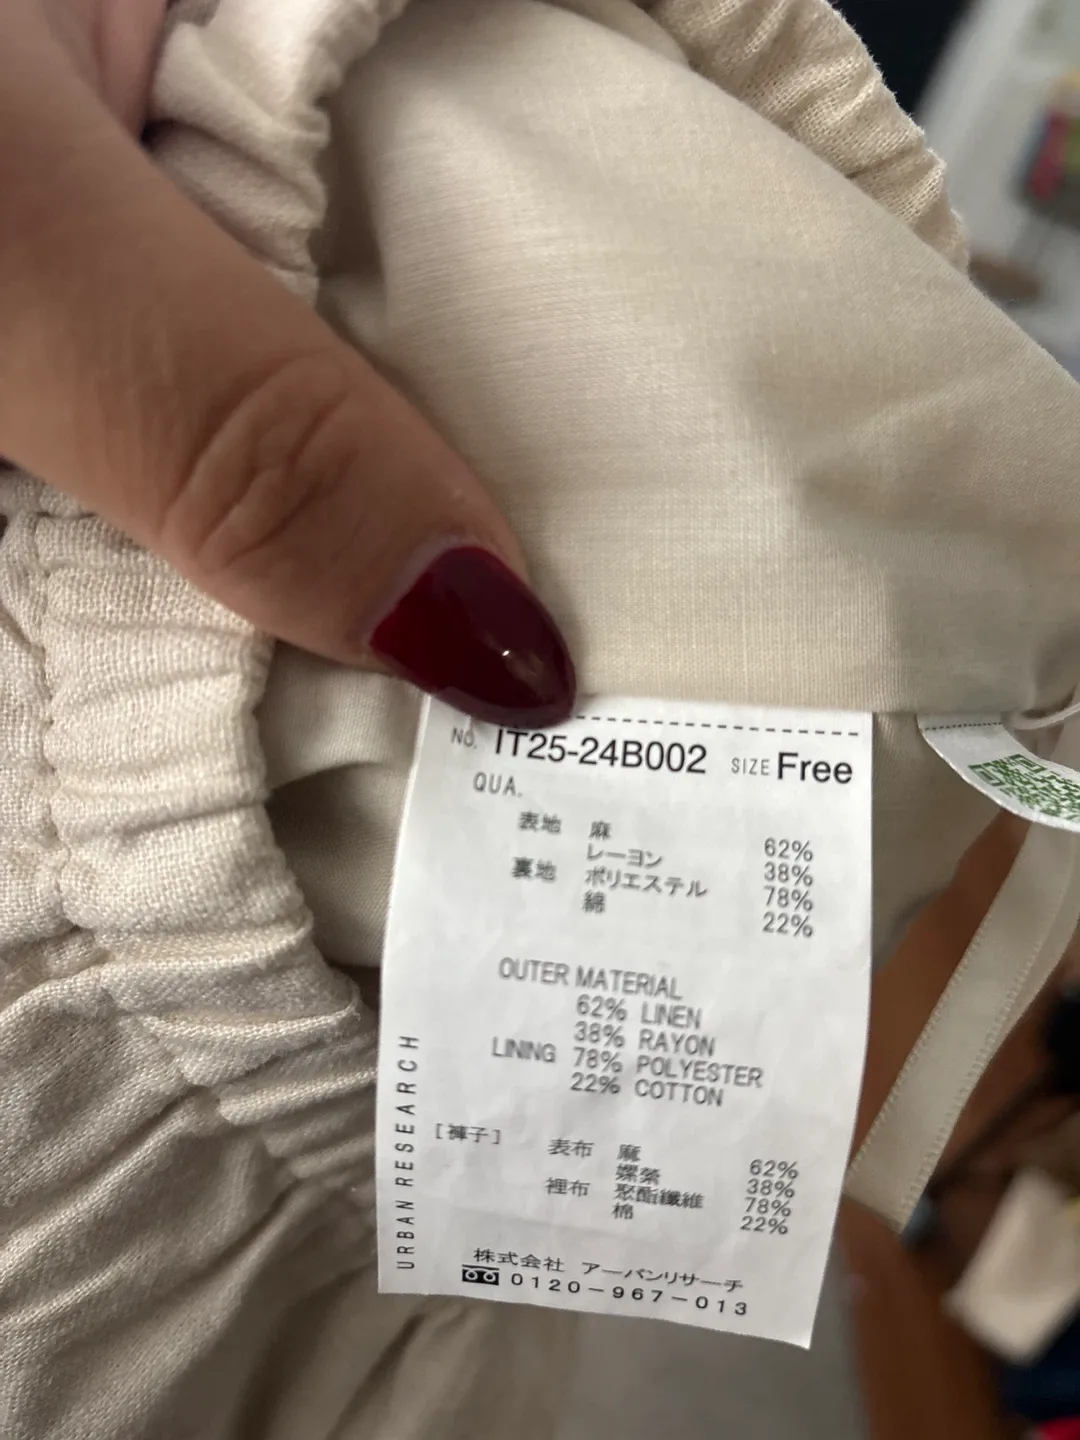 NO. IT25-24B002 SIZE Free
QUA.
表地 麻 62%
レーヨン 38%
裏地 ポリエステル 78%
綿 22%
OUTER MATERIAL
62% LINEN
38% RAYON
LINING 78% POLYESTER
22% COTTON
[褲子] 表布 麻 62%
嫘縈 38%
裡布 聚酯纖維 78%
棉 22%
URBAN RESEARCH
株式会社 アーバンリサーチ
0120-967-013